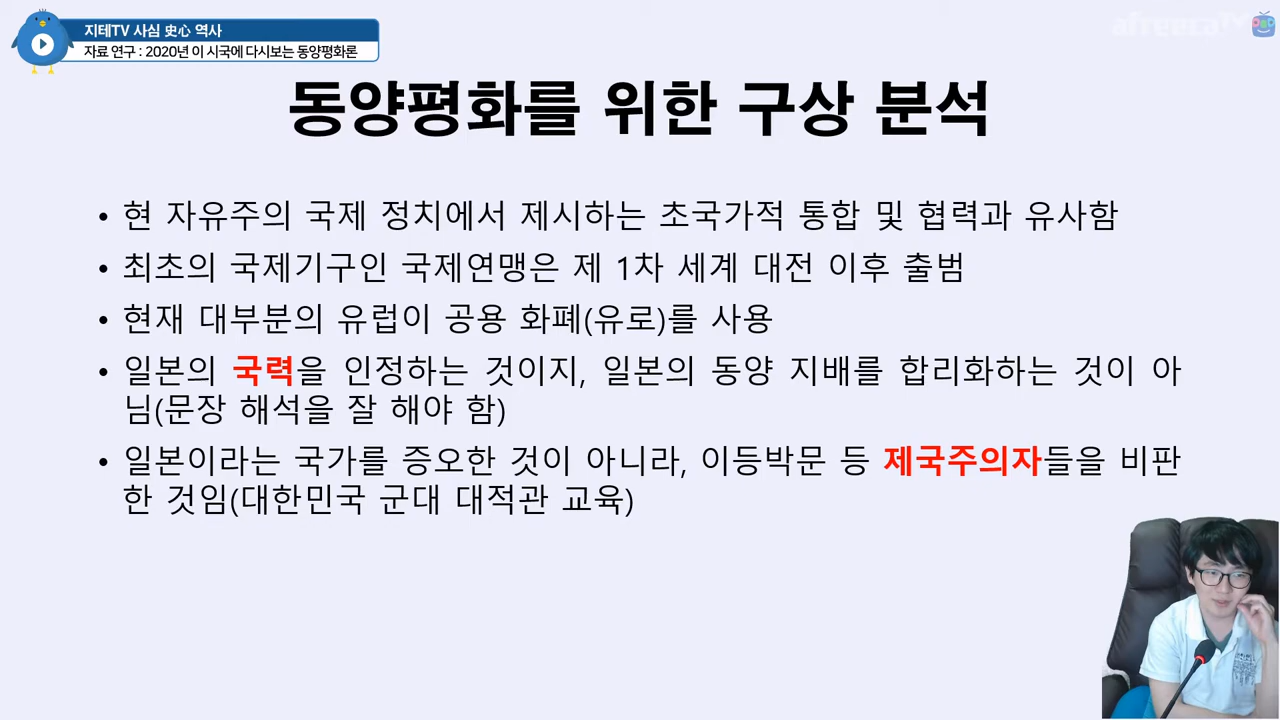 지테TV 사심 史心 역사
자료 연구 : 2020년 이 시국에 다시보는 동양평화론
afreecaTV
동양평화를 위한 구상 분석
• 현 자유주의 국제 정치에서 제시하는 초국가적 통합 및 협력과 유사함
• 최초의 국제기구인 국제연맹은 제 1차 세계 대전 이후 출범
• 현재 대부분의 유럽이 공용 화폐(유로)를 사용
• 일본의 국력을 인정하는 것이지, 일본의 동양 지배를 합리화하는 것이 아
님(문장 해석을 잘 해야 함)
• 일본이라는 국가를 증오한 것이 아니라, 이등박문 등 제국주의자들을 비판
한 것임(대한민국 군대 대적관 교육)